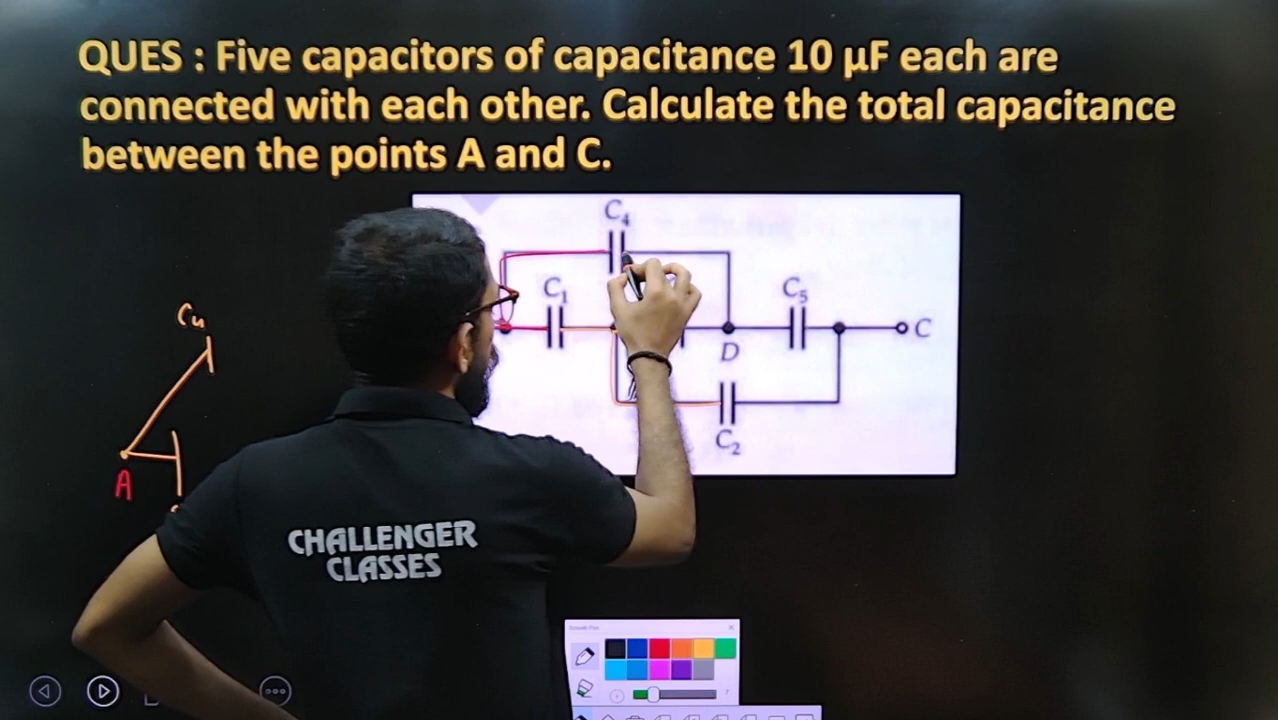 QUES : Five capacitors of capacitance 10 µF each are
connected with each other. Calculate the total capacitance
between the points A and C.
C₄
C₁
C₅
C
D
C₂
C₄
A
CHALLENGER
CLASSES